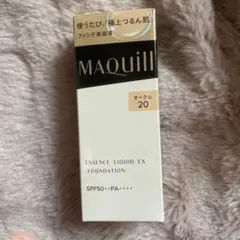 使うたび、「極上つるん肌」
ファンデ美容液
MAQuill
オークル
20
ESSENCE LIQUID EX
(FOUNDATION)
SPF50+・PA++++